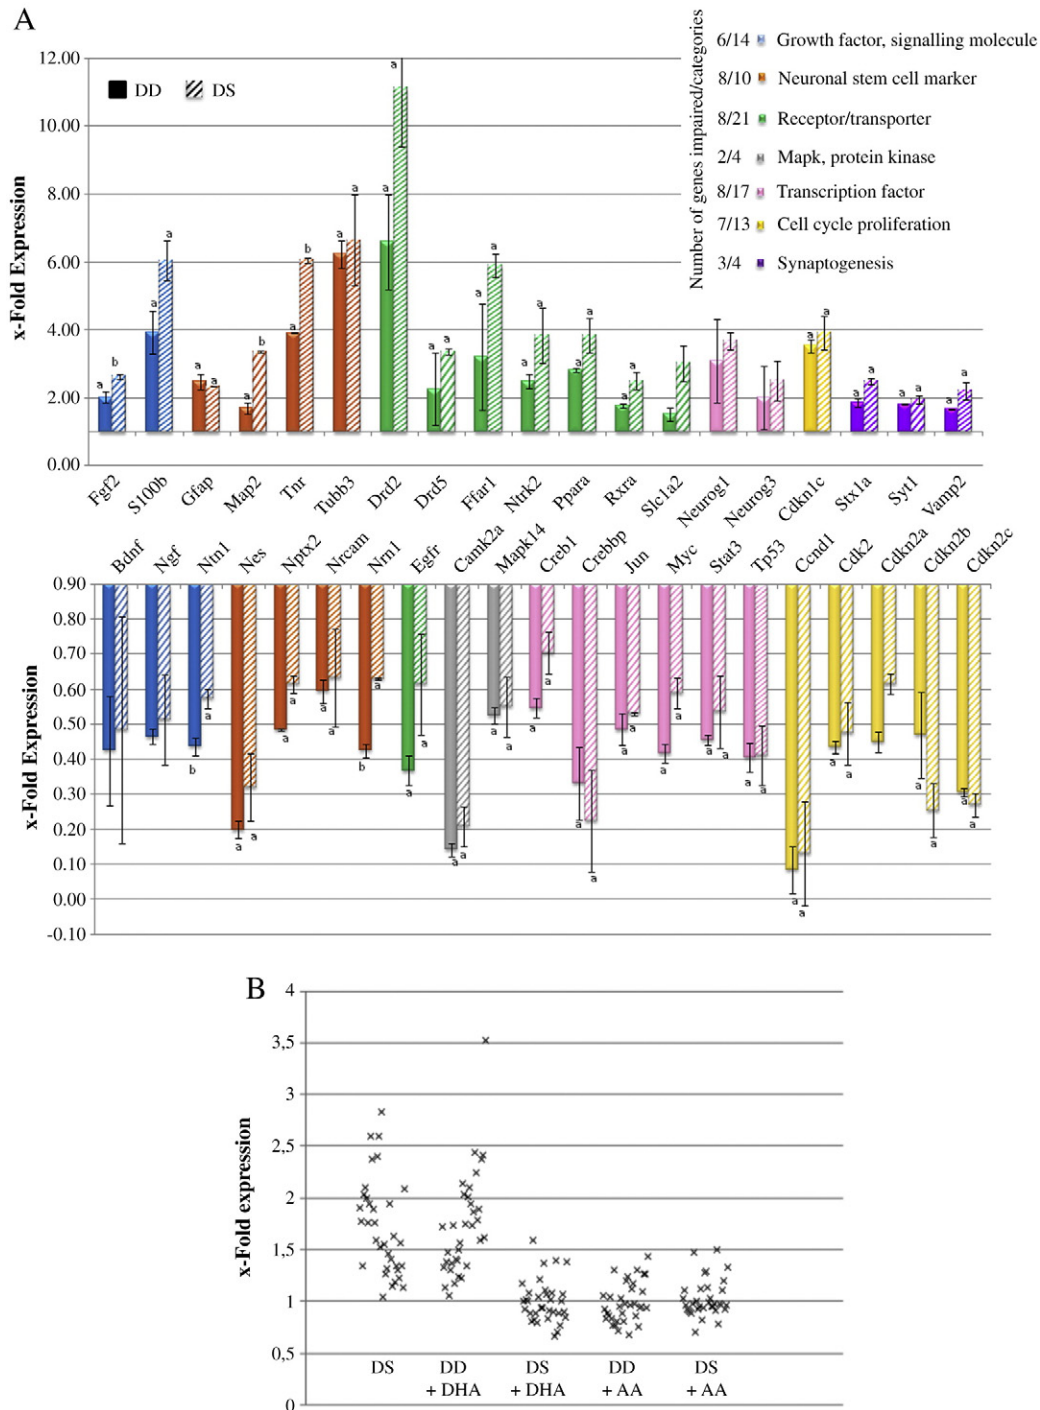 A
12.00
10.00
8.00
6.00
4.00
2.00
0.00
x-Fold Expression
DD DS
Number of genes impaired/categories
6/14 Growth factor, signalling molecule
8/10 Neuronal stem cell marker
8/21 Receptor/transporter
2/4 Mapk, protein kinase
8/17 Transcription factor
7/13 Cell cycle proliferation
3/4 Synaptogenesis
a b a a a a a b a b a a a a a a a a a a a a a a a a a a a a a a
Fgf2 S100b Gfap Map2 Tnr Tubb3 Drd2 Drd5 Ffar1 Ntrk2 Ppara Rxra Slc1a2 Neurog1 Neurog3 Cdkn1c Stx1a Syt1 Vamp2
Bdnf Ngf Ntn1 Nes Nptx2 Nrcam Nrn1 Egfr Camk2a Mapk14 Creb1 Crebbp Jun Myc Stat3 Tp53 Ccnd1 Cdk2 Cdkn2a Cdkn2b Cdkn2c
0.90
0.80
0.70
0.60
0.50
0.40
0.30
0.20
0.10
0.00
-0.10
x-Fold Expression
b a a a a a a a b a a a a a a a a a a a a a a a a a a a a a a a a a a a a a
B
4
3,5
3
2,5
2
1,5
1
0,5
0
x-Fold expression
DS DD DS DD DS
+ DHA + DHA + AA + AA